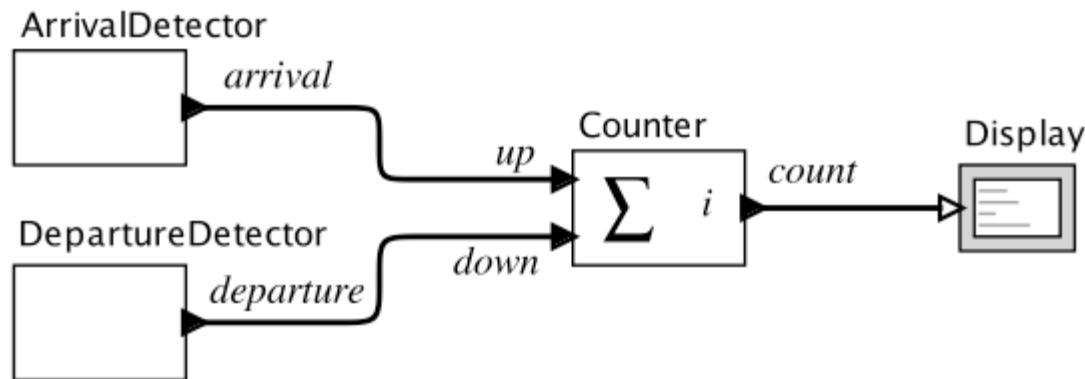 ArrivalDetector
arrival
Counter
Display
up
Σ i
count
DepartureDetector
down
departure